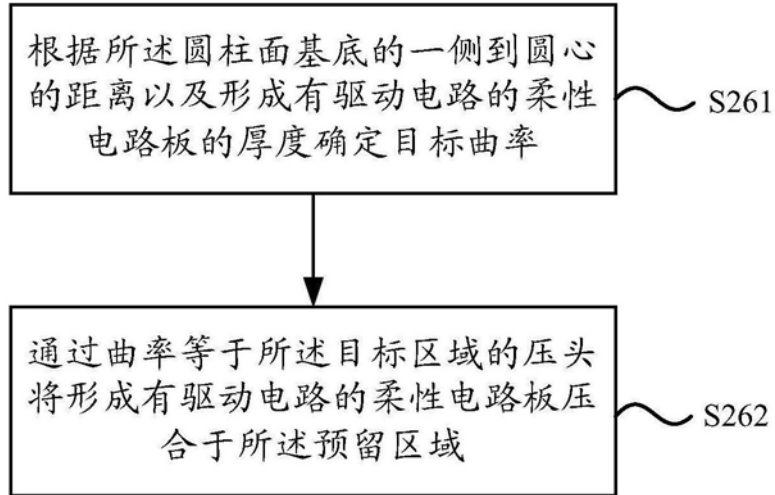 根据所述圆柱面基底的一侧到圆心
的距离以及形成有驱动电路的柔性
电路板的厚度确定目标曲率
S261
通过曲率等于所述目标区域的压头
将形成有驱动电路的柔性电路板压
合于所述预留区域
S262